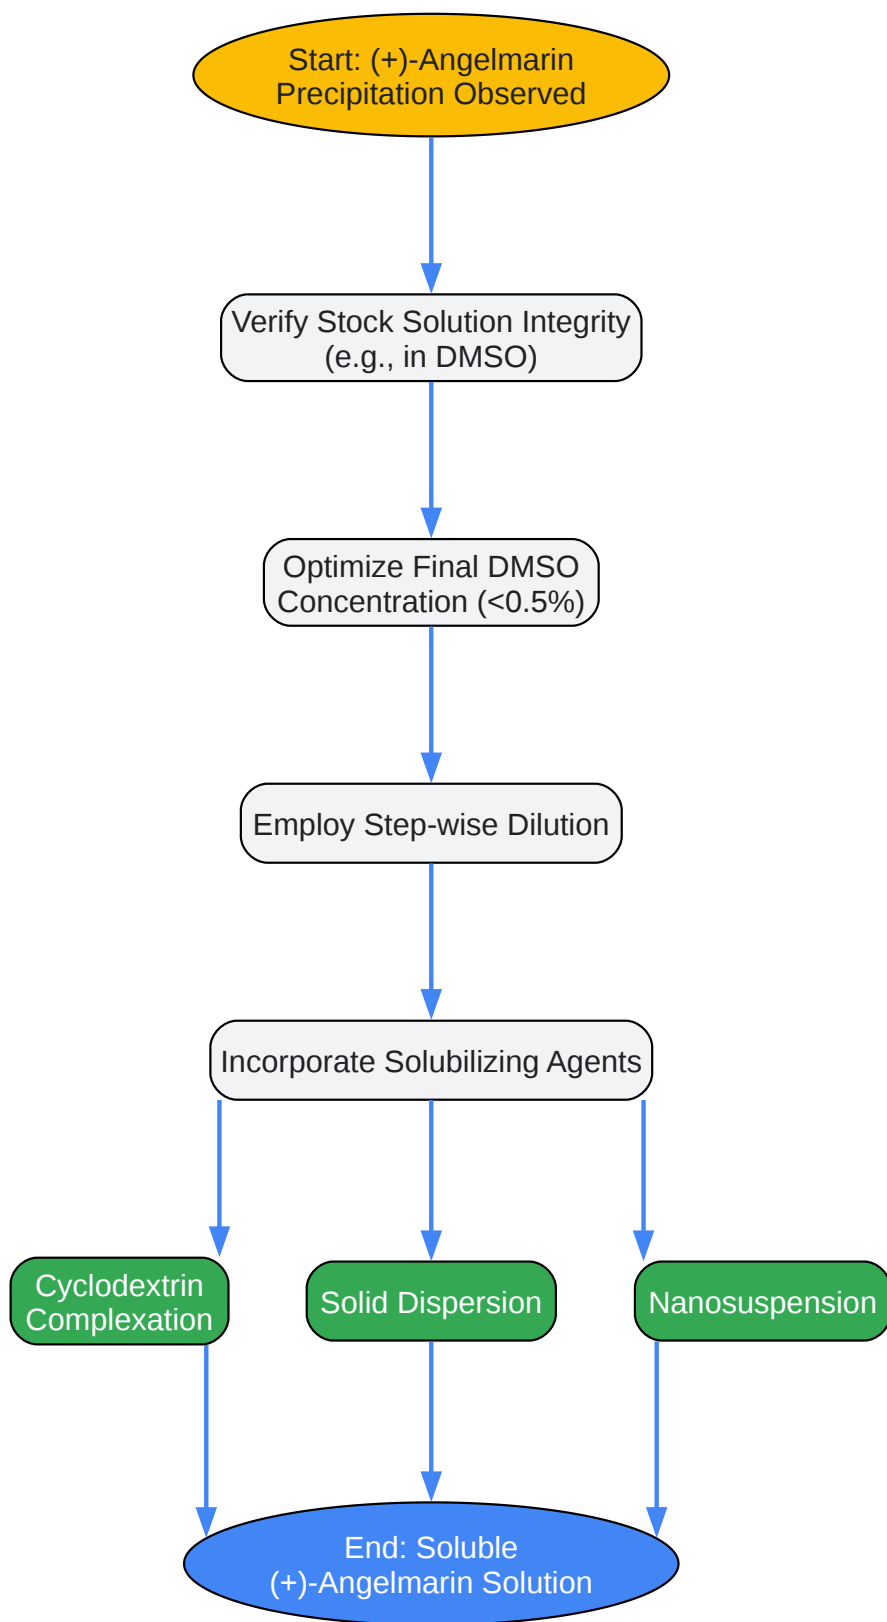 Start: (+)-Angelmarin
Precipitation Observed
Verify Stock Solution Integrity
(e.g., in DMSO)
Optimize Final DMSO
Concentration (<0.5%)
Employ Step-wise Dilution
Incorporate Solubilizing Agents
Cyclodextrin
Complexation
Solid Dispersion
Nanosuspension
End: Soluble
(+)-Angelmarin Solution